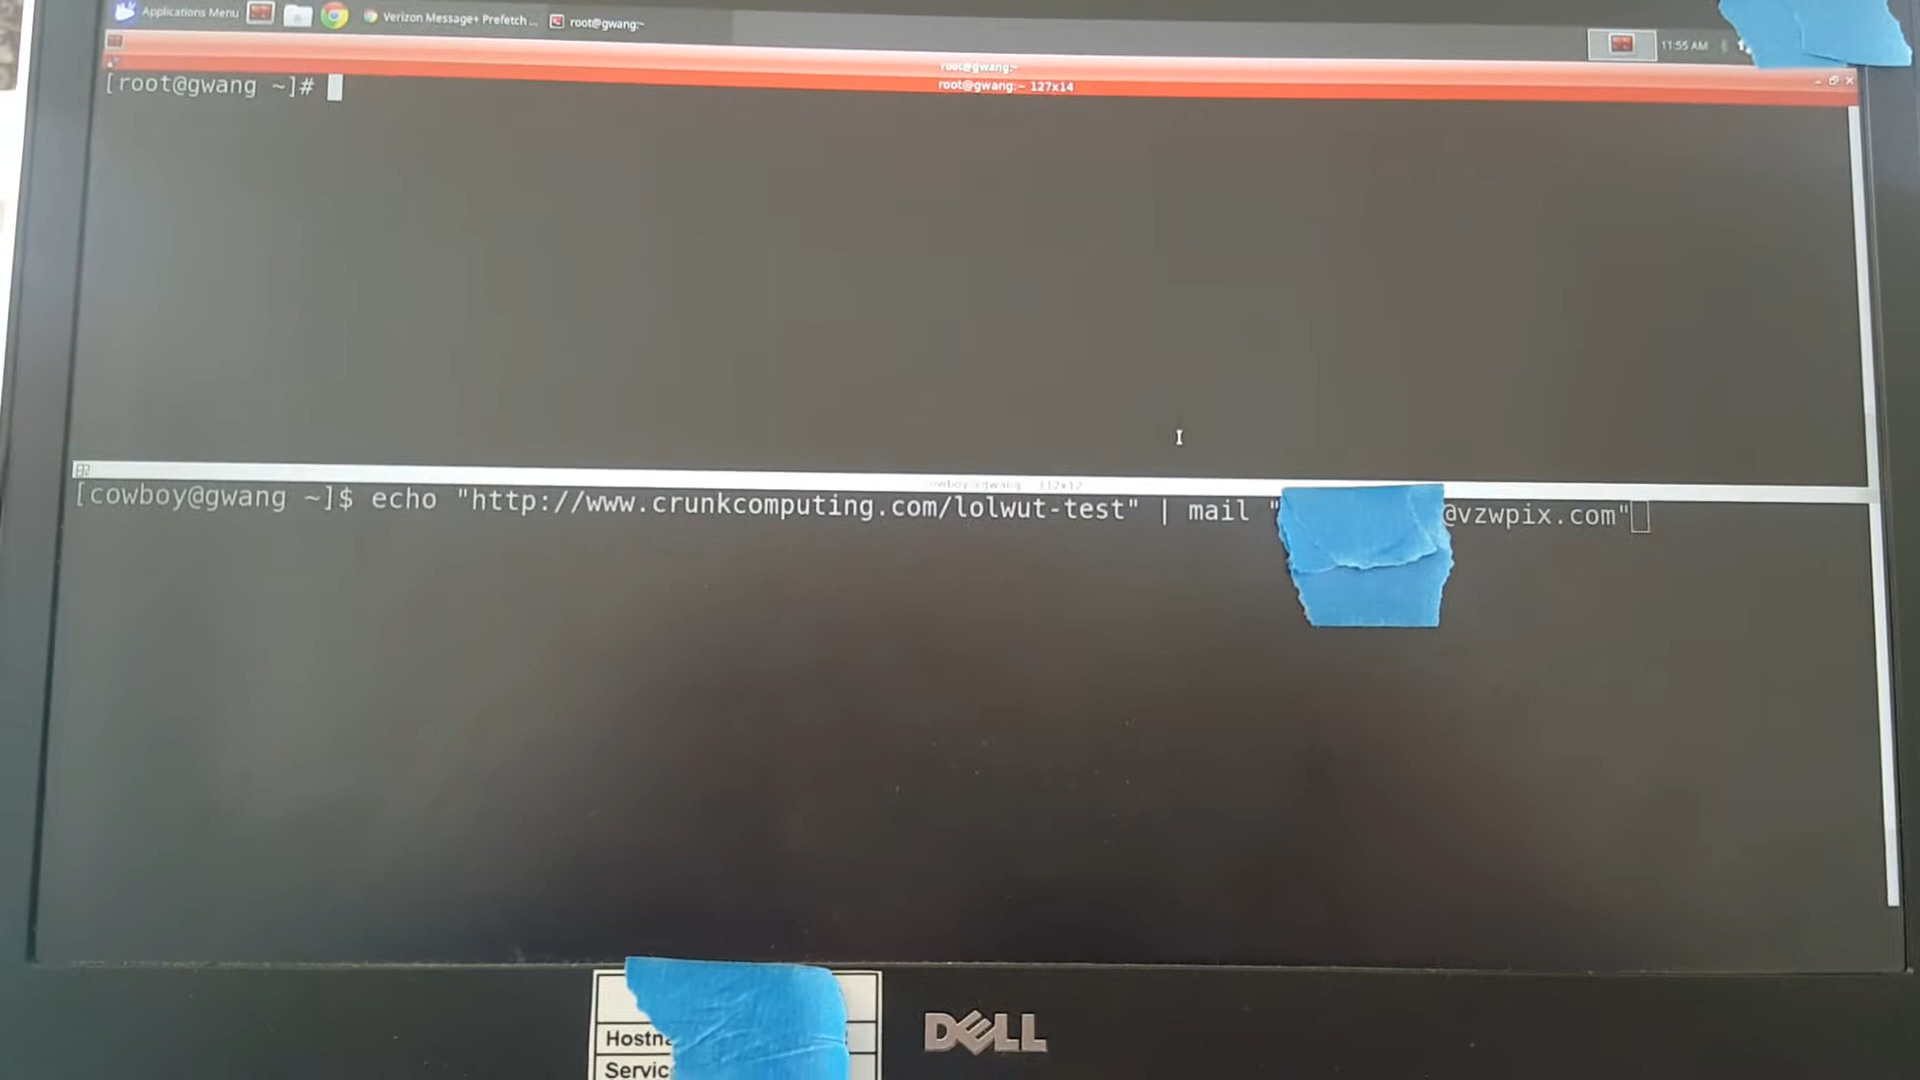 Applications Menu
Verizon Message+ Prefetch ...
root@gwang:~
11:55 AM
root@gwang:~
root@gwang:~ 127x14
[root@gwang ~]#
cowboy@gwang 112x12
[cowboy@gwang ~]$ echo "http://www.crunkcomputing.com/lolwut-test" | mail " @vzwpix.com"
DELL
Hostn
Servic